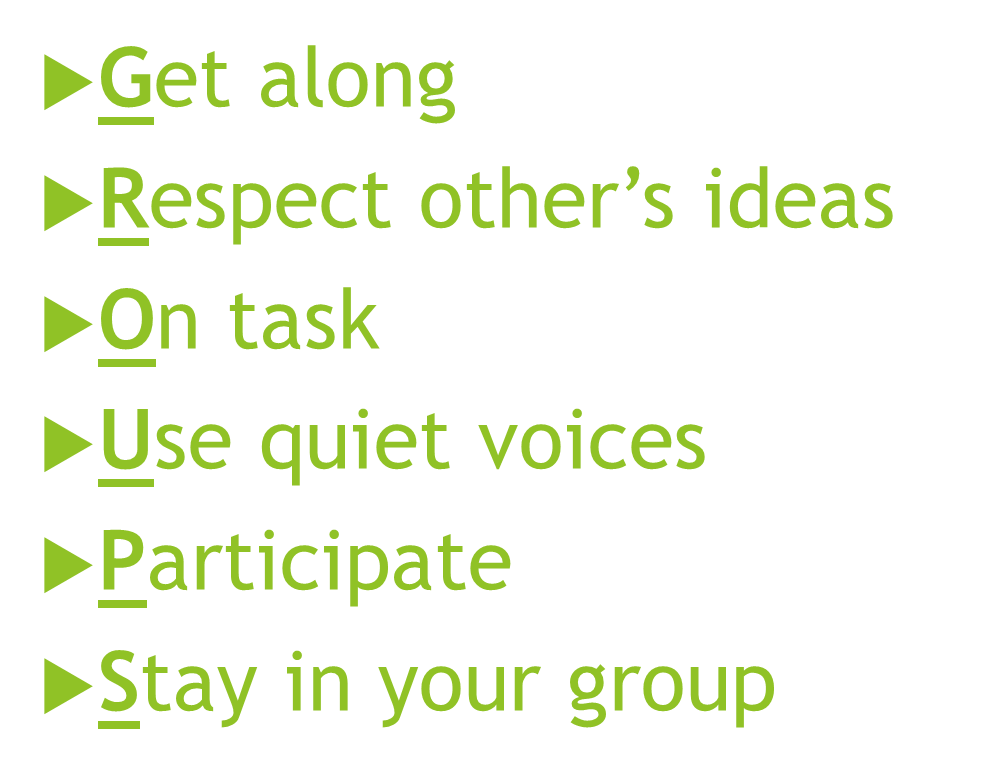 Get along
Respect other’s ideas
On task
Use quiet voices
Participate
Stay in your group